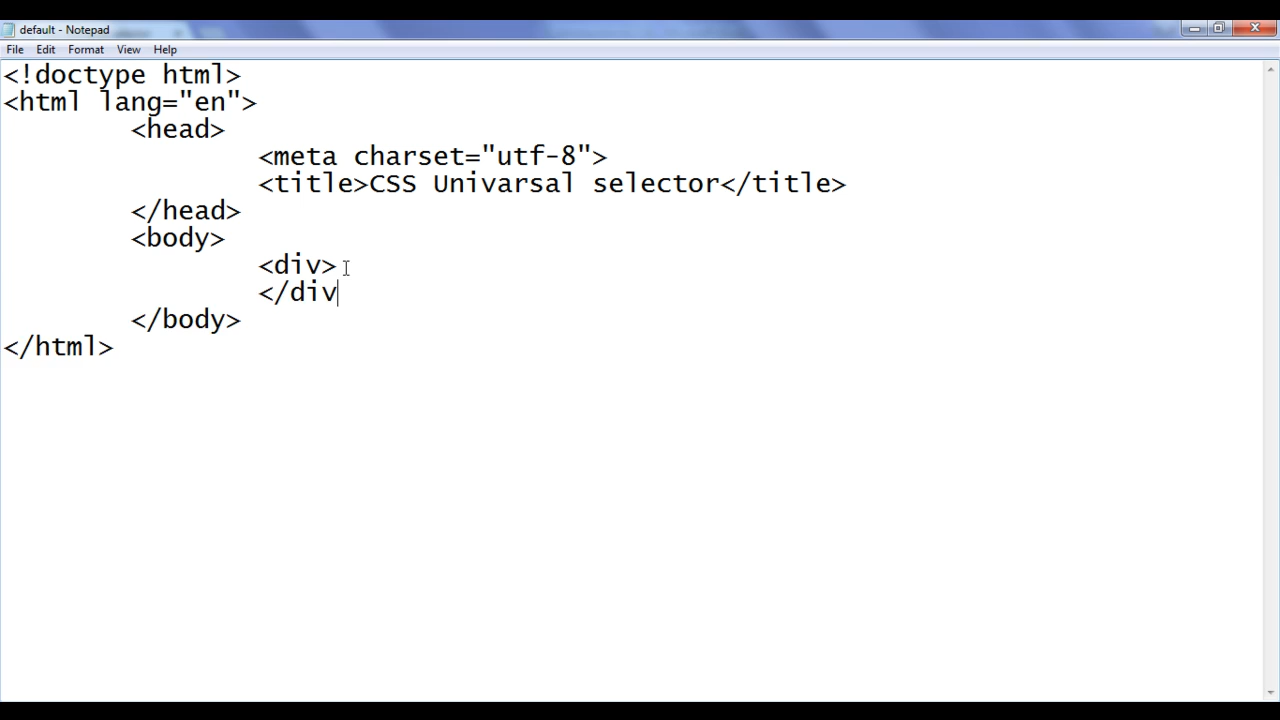 default - Notepad
File Edit Format View Help
<!doctype html>
<html lang="en">
<head>
<meta charset="utf-8">
<title>CSS Univarsal selector</title>
</head>
<body>
<div>
</div
</body>
</html>